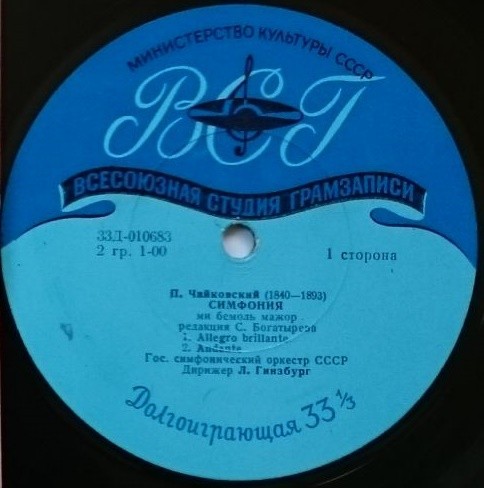 МИНИСТЕРСТВО КУЛЬТУРЫ СССР
ВСГ
ВСЕСОЮЗНАЯ СТУДИЯ ГРАМЗАПИСИ
33Д-010683
2 гр. 1-00
1 сторона
П. Чайковский (1840—1893)
СИМФОНИЯ
ми бемоль мажор
редакция С. Богатырева
1. Allegro brillante
2. Andante
Гос. симфонический оркестр СССР
Дирижер Л. Гинзбург
Долгоиграющая 33 1/3